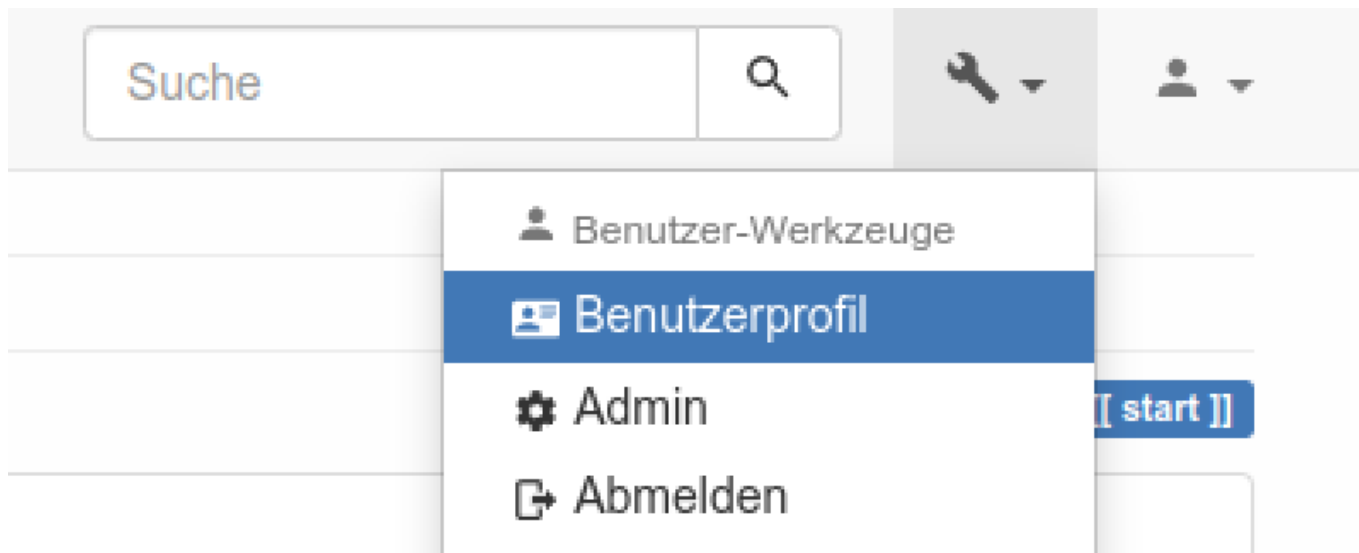 Suche
Benutzer-Werkzeuge
Benutzerprofil
Admin
[[ start ]]
Abmelden